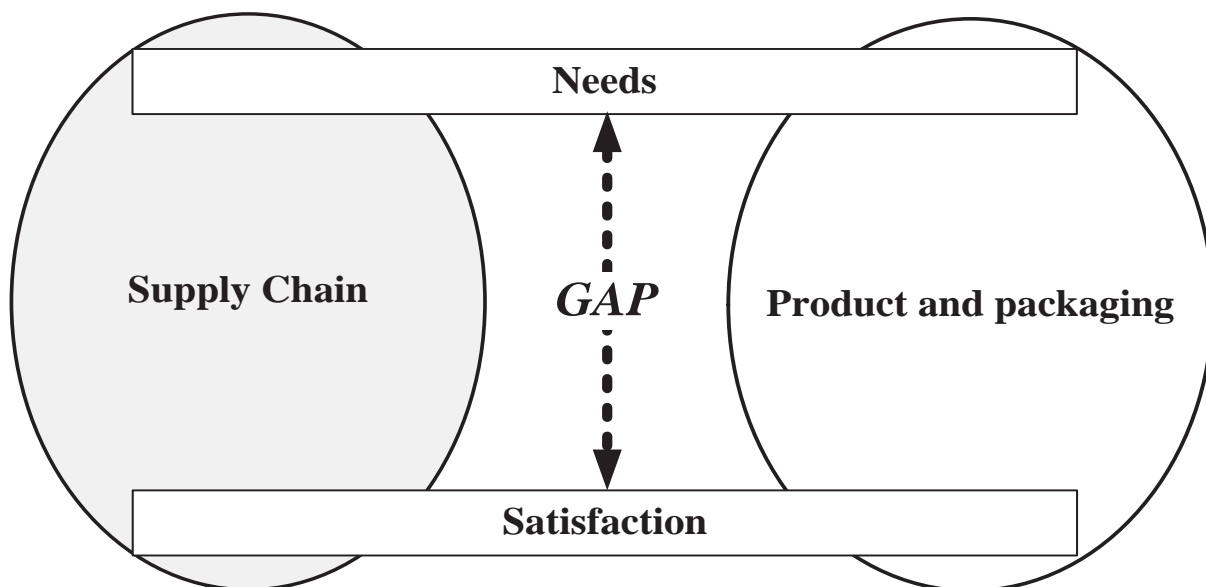 Needs
Supply Chain
GAP
Product and packaging
Satisfaction